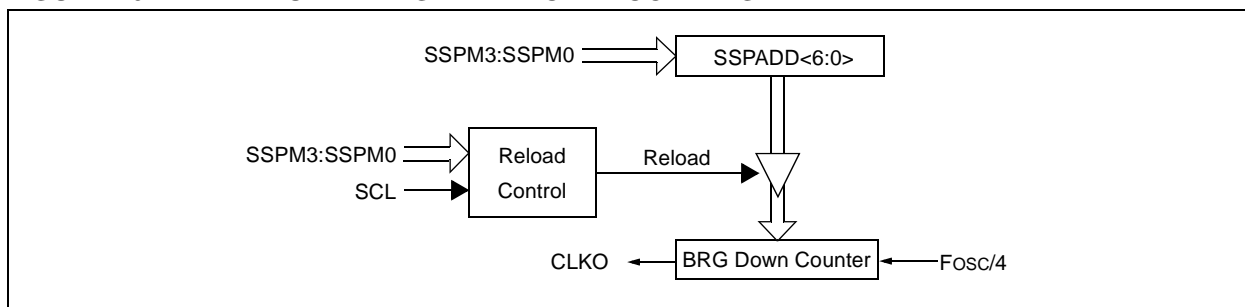 SSPM3:SSPM0
SSPADD<6:0>
SSPM3:SSPM0
SCL
Reload
Control
Reload
CLKO
BRG Down Counter
FOSC/4